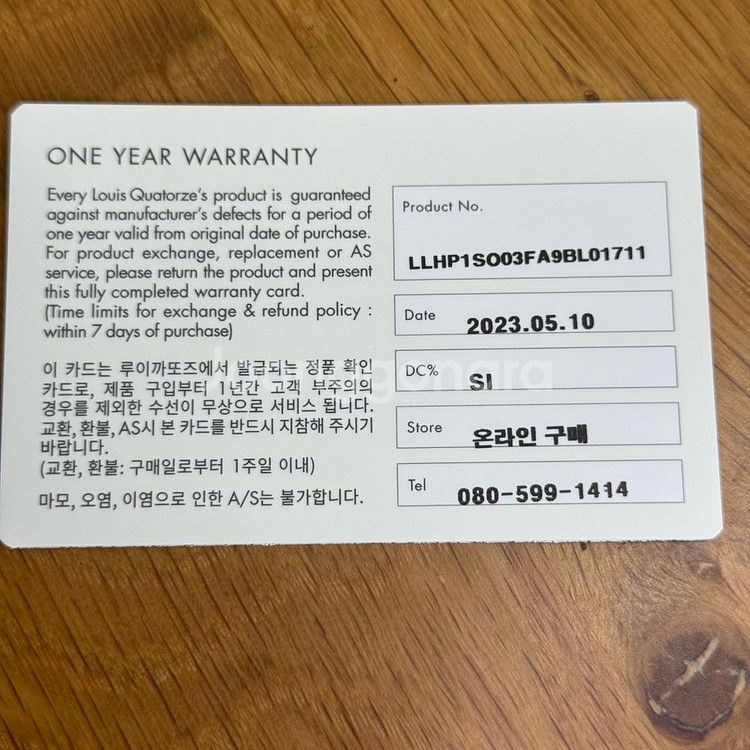 ONE YEAR WARRANTY
Every Louis Quatorze's product is guaranteed
against manufacturer's defects for a period of
one year valid from original date of purchase.
For product exchange, replacement or AS
service, please return the product and present
this fully completed warranty card.
(Time limits for exchange & refund policy :
within 7 days of purchase)
이 카드는 루이까또즈에서 발급되는 정품 확인
카드로, 제품 구입부터 1년간 고객 부주의의
경우를 제외한 수선이 무상으로 서비스 됩니다.
교환, 환불, AS시 본 카드를 반드시 지참해 주시기
바랍니다.
(교환, 환불: 구매일로부터 1주일 이내)
마모, 오염, 이염으로 인한 A/S는 불가합니다.
Product No.
LLHP1SO03FA9BL01711
Date
2023.05.10
DC%
SI
Store
온라인 구매
Tel
080-599-1414